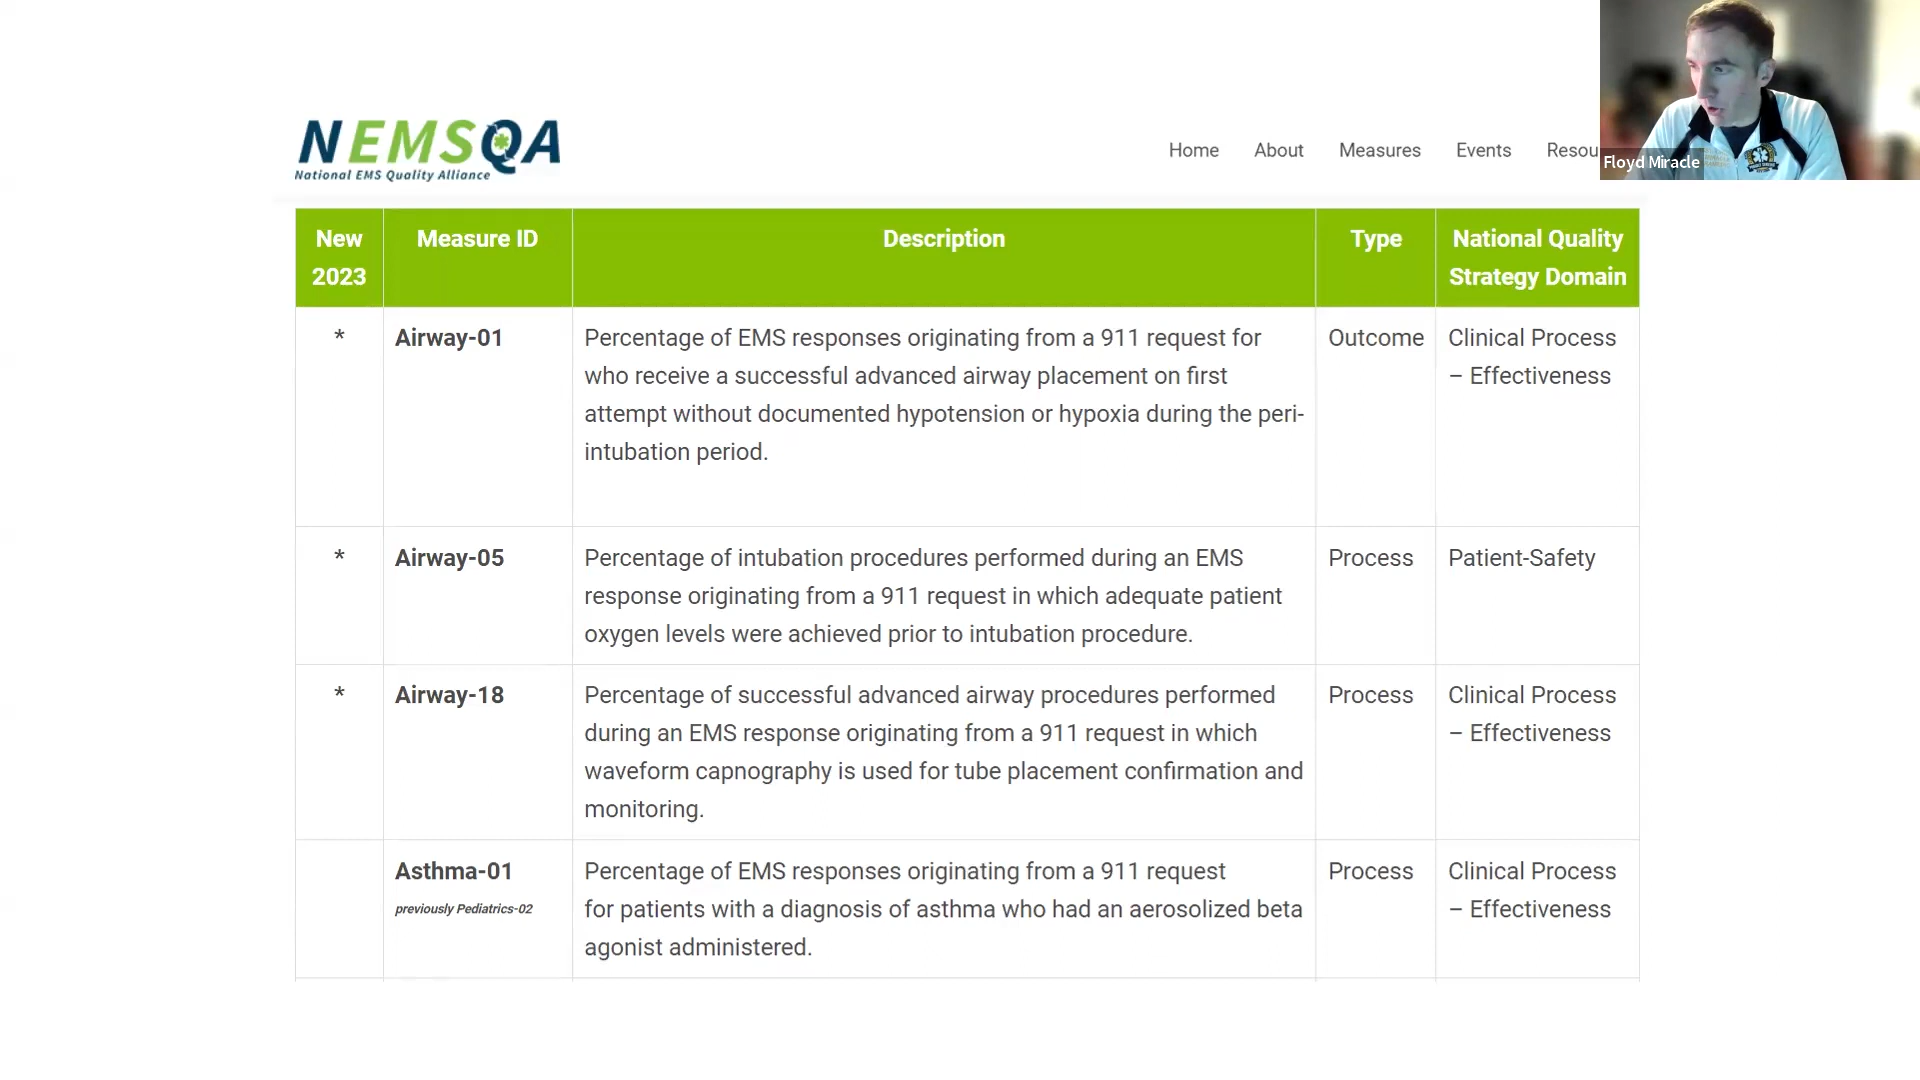 NEMSQA
National EMS Quality Alliance
Home About Measures Events Resou
Floyd Miracle
New 2023 Measure ID Description Type National Quality Strategy Domain
* Airway-01 Percentage of EMS responses originating from a 911 request for Outcome Clinical Process
who receive a successful advanced airway placement on first – Effectiveness
attempt without documented hypotension or hypoxia during the peri-
intubation period.
* Airway-05 Percentage of intubation procedures performed during an EMS Process Patient-Safety
response originating from a 911 request in which adequate patient
oxygen levels were achieved prior to intubation procedure.
* Airway-18 Percentage of successful advanced airway procedures performed Process Clinical Process
during an EMS response originating from a 911 request in which – Effectiveness
waveform capnography is used for tube placement confirmation and
monitoring.
Asthma-01 Percentage of EMS responses originating from a 911 request Process Clinical Process
previously Pediatrics-02 for patients with a diagnosis of asthma who had an aerosolized beta – Effectiveness
agonist administered.